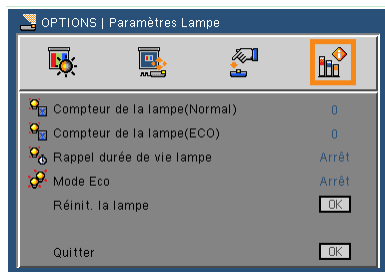 OPTIONS | Paramètres Lampe
Compteur de la lampe(Normal) 0
Compteur de la lampe(ECO) 0
Rappel durée de vie lampe Arrêt
Mode Eco Arrêt
Réinit. la lampe OK
Quitter OK